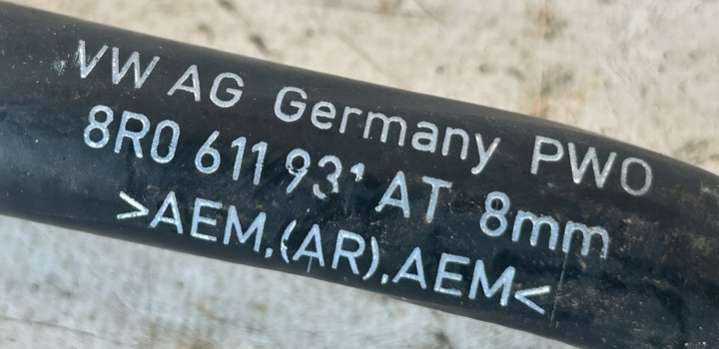 VW AG Germany PWO
8R0 611 931 AT 8mm
>AEM,(AR),AEM<